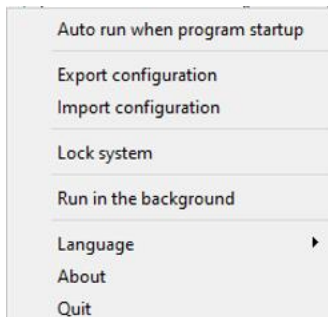 Auto run when program startup
Export configuration
Import configuration
Lock system
Run in the background
Language
About
Quit